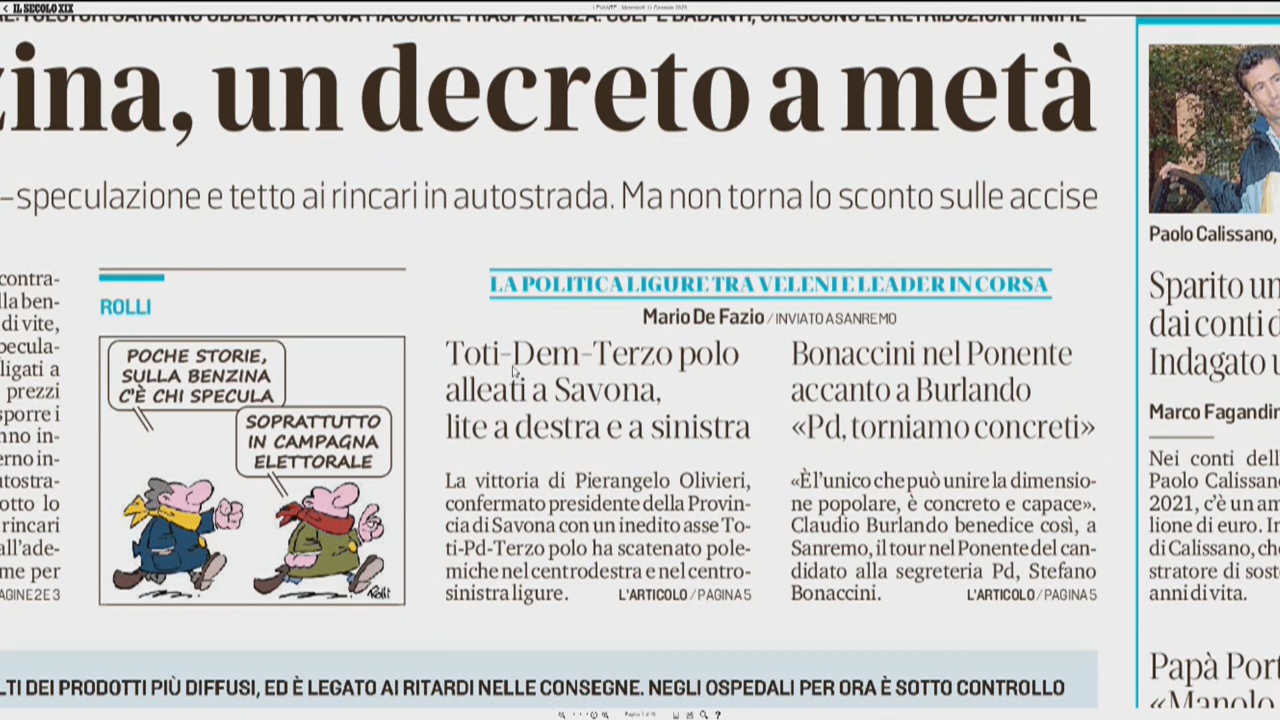 IL SECOLO XIX
LEVANTE - Mercoledì 11 Gennaio 2023
zina, un decreto a metà
-speculazione e tetto ai rincari in autostrada. Ma non torna lo sconto sulle accise
contra-
lla ben-
di vite,
pecula-
ligati a
prezzi
sporre i
nno in-
erno in-
utostra-
otto lo
rincari
all'ade-
me per
AGINE 2 E 3
ROLLI
POCHE STORIE,
SULLA BENZINA
C'È CHI SPECULA
SOPRATTUTTO
IN CAMPAGNA
ELETTORALE
Rolli
LA POLITICA LIGURE TRA VELENI E LEADER IN CORSA
Mario De Fazio / INVIATO A SANREMO
Toti-Dem-Terzo polo
alleati a Savona,
lite a destra e a sinistra
La vittoria di Pierangelo Olivieri,
confermato presidente della Provin-
cia di Savona con un inedito asse To-
ti-Pd-Terzo polo ha scatenato pole-
miche nel centrodestra e nel centro-
sinistra ligure. L'ARTICOLO / PAGINA 5
Bonaccini nel Ponente
accanto a Burlando
«Pd, torniamo concreti»
«È l'unico che può unire la dimensio-
ne popolare, è concreto e capace».
Claudio Burlando benedice così, a
Sanremo, il tour nel Ponente del can-
didato alla segreteria Pd, Stefano
Bonaccini. L'ARTICOLO / PAGINA 5
Paolo Calissano,
Sparito un
dai conti d
Indagato u
Marco Fagandin
Nei conti dell
Paolo Calissano
2021, c'è un am
lione di euro. In
di Calissano, che
stratore di sost
anni di vita.
Papà Port
«Manolo
LTI DEI PRODOTTI PIÙ DIFFUSI, ED È LEGATO AI RITARDI NELLE CONSEGNE. NEGLI OSPEDALI PER ORA È SOTTO CONTROLLO